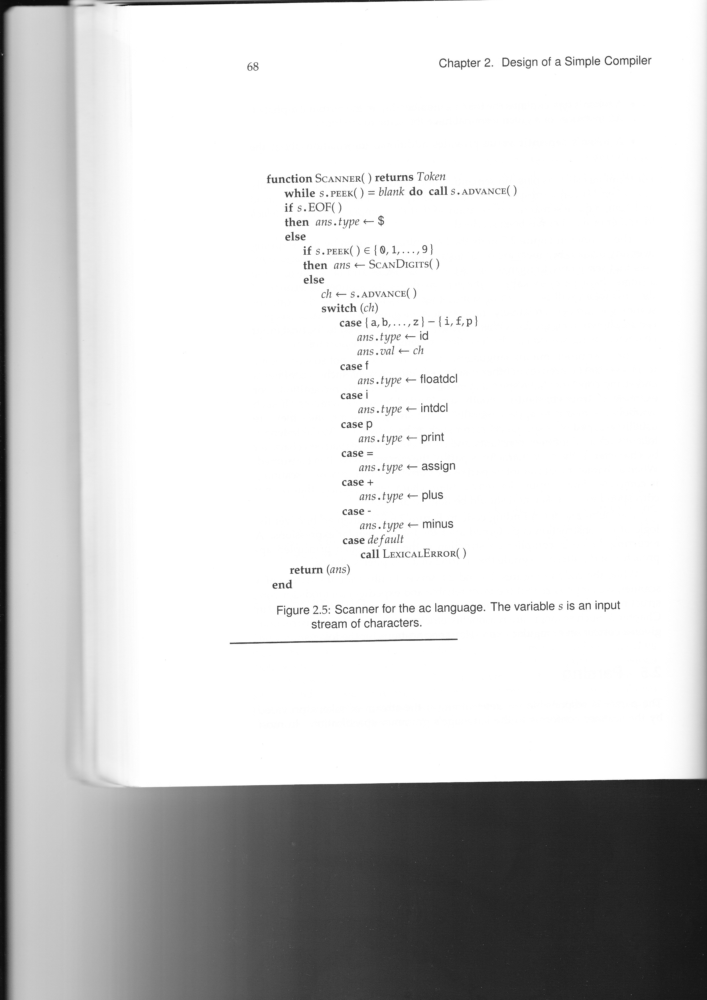 68 Chapter 2. Design of a Simple Compiler
function SCANNER( ) returns Token
while s.PEEK( ) = blank do call s.ADVANCE( )
if s.EOF( )
then ans.type ← $
else
if s.PEEK( ) ∈ {0, 1,...,9}
then ans ← SCANDIGITS( )
else
ch ← s.ADVANCE( )
switch (ch)
case {a,b,...,z} − {i, f,p}
ans.type ← id
ans.val ← ch
case f
ans.type ← floatdcl
case i
ans.type ← intdcl
case p
ans.type ← print
case =
ans.type ← assign
case +
ans.type ← plus
case -
ans.type ← minus
case default
call LEXICALERROR( )
return (ans)
end
Figure 2.5: Scanner for the ac language. The variable s is an input
stream of characters.